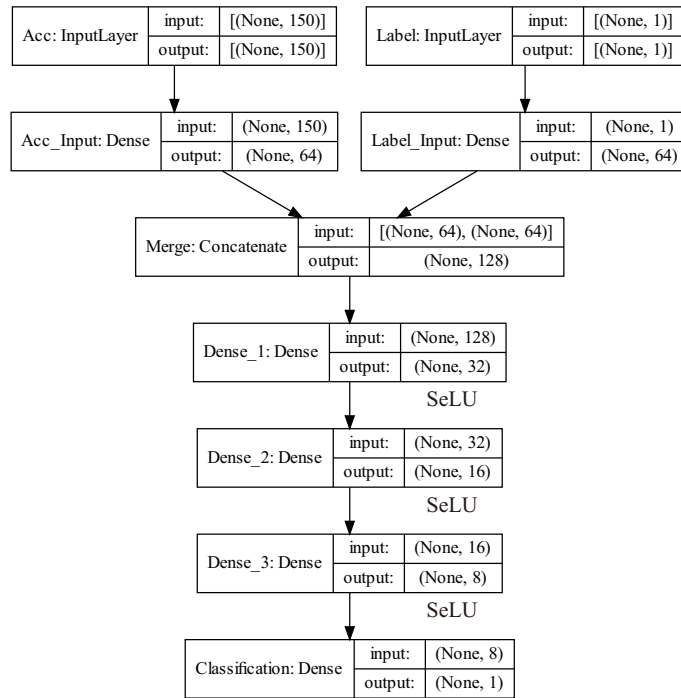 Acc: InputLayer input: [(None, 150)]
output: [(None, 150)]
Label: InputLayer input: [(None, 1)]
output: [(None, 1)]
Acc_Input: Dense input: (None, 150)
output: (None, 64)
Label_Input: Dense input: (None, 1)
output: (None, 64)
Merge: Concatenate input: [(None, 64), (None, 64)]
output: (None, 128)
Dense_1: Dense input: (None, 128)
output: (None, 32)
SeLU
Dense_2: Dense input: (None, 32)
output: (None, 16)
SeLU
Dense_3: Dense input: (None, 16)
output: (None, 8)
SeLU
Classification: Dense input: (None, 8)
output: (None, 1)